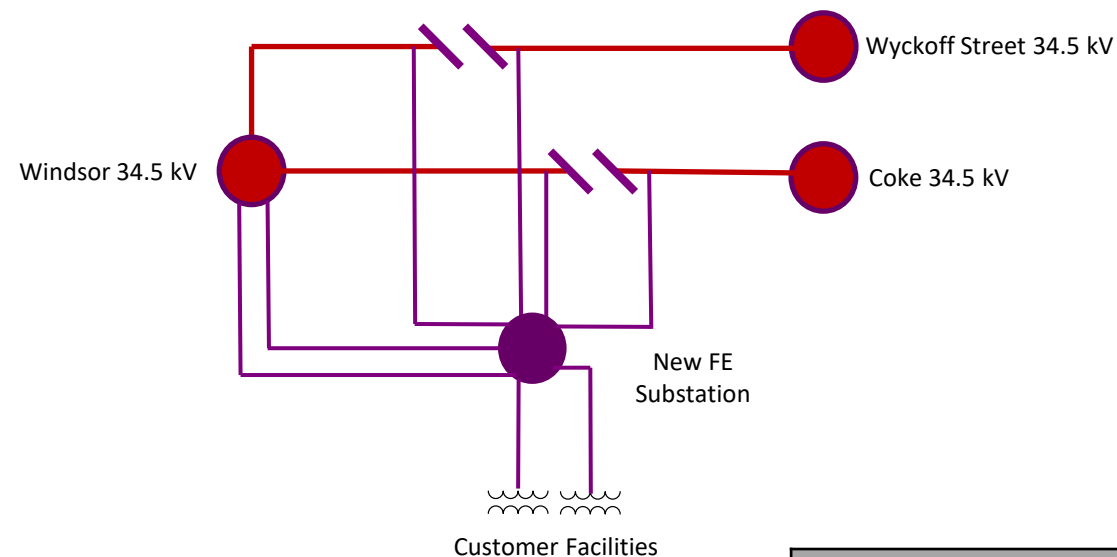 Wyckoff Street 34.5 kV
Windsor 34.5 kV
Coke 34.5 kV
New FE
Substation
Customer Facilities